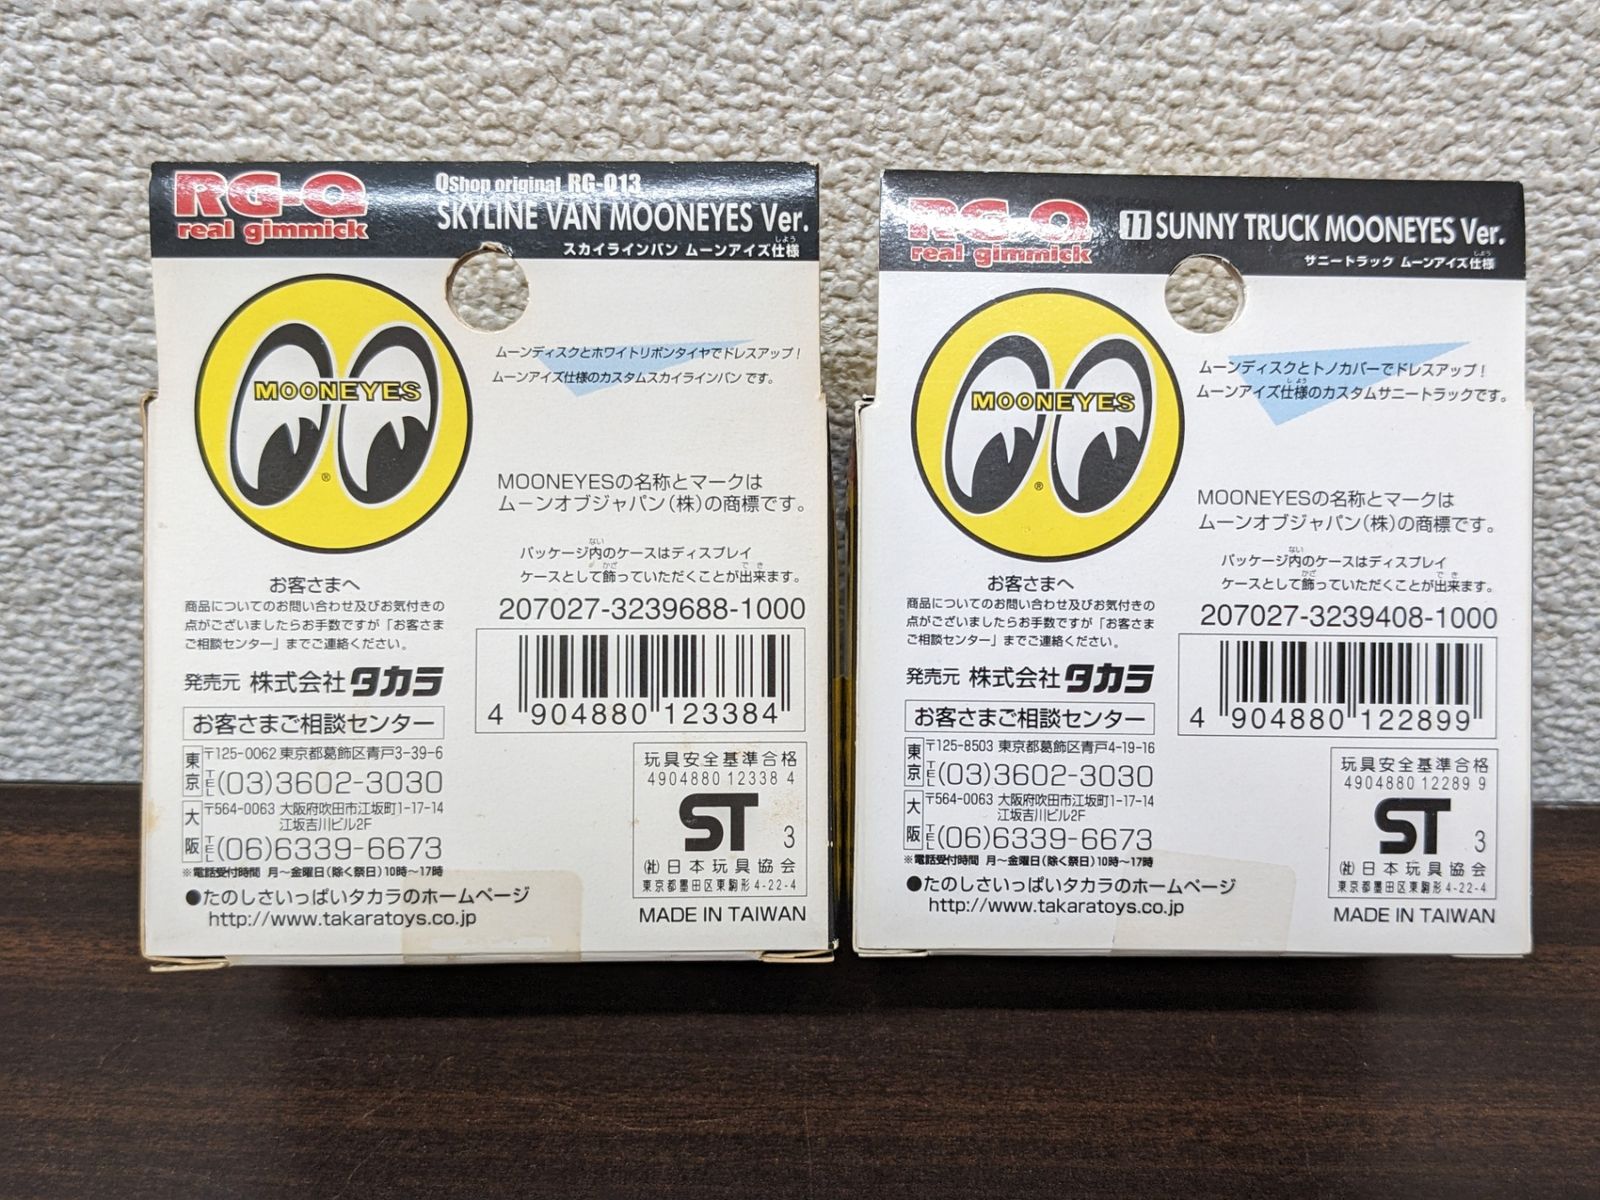 RG-Q
real gimmick
Qshop original RG-Q13
SKYLINE VAN MOONEYES Ver.
しよう
スカイラインバン ムーンアイズ仕様
MOONEYES
®
ムーンディスクとホワイトリボンタイヤでドレスアップ!
ムーンアイズ仕様のカスタムスカイラインバンです。
MOONEYESの名称とマークは
ムーンオブジャパン(株)の商標です。
ない
パッケージ内のケースはディスプレイ
かざ でき
ケースとして飾っていただくことが出来ます。
お客さまへ
商品についてのお問い合わせ及びお気付きの
点がございましたらお手数ですが「お客さま
ご相談センター」までご連絡ください。
発売元 株式会社タカラ
お客さまご相談センター
東京 〒125-0062 東京都葛飾区青戸3-39-6
TEL(03)3602-3030
大阪 〒564-0063 大阪府吹田市江坂町1-17-14
江坂吉川ビル2F
TEL(06)6339-6673
※電話受付時間 月〜金曜日(除く祭日)10時〜17時
●たのしさいっぱいタカラのホームページ
http://www.takaratoys.co.jp
207027-3239688-1000
4 904880 123384
玩具安全基準合格
4904880 12338 4
ST 3
(社)日本玩具協会
東京都墨田区東駒形4-22-4
MADE IN TAIWAN
RG-Q
real gimmick
11 SUNNY TRUCK MOONEYES Ver.
しよう
サニートラック ムーンアイズ仕様
MOONEYES
®
ムーンディスクとトノカバーでドレスアップ!
しよう
ムーンアイズ仕様のカスタムサニートラックです。
MOONEYESの名称とマークは
ムーンオブジャパン(株)の商標です。
ない
パッケージ内のケースはディスプレイ
かざ でき
ケースとして飾っていただくことが出来ます。
お客さまへ
商品についてのお問い合わせ及びお気付きの
点がございましたらお手数ですが「お客さま
ご相談センター」までご連絡ください。
発売元 株式会社タカラ
お客さまご相談センター
東京 〒125-8503 東京都葛飾区青戸4-19-16
TEL(03)3602-3030
大阪 〒564-0063 大阪府吹田市江坂町1-17-14
江坂吉川ビル2F
TEL(06)6339-6673
※電話受付時間 月〜金曜日(除く祭日)10時〜17時
●たのしさいっぱいタカラのホームページ
http://www.takaratoys.co.jp
207027-3239408-1000
4 904880 122899
玩具安全基準合格
4904880 12289 9
ST 3
(社)日本玩具協会
東京都墨田区東駒形4-22-4
MADE IN TAIWAN